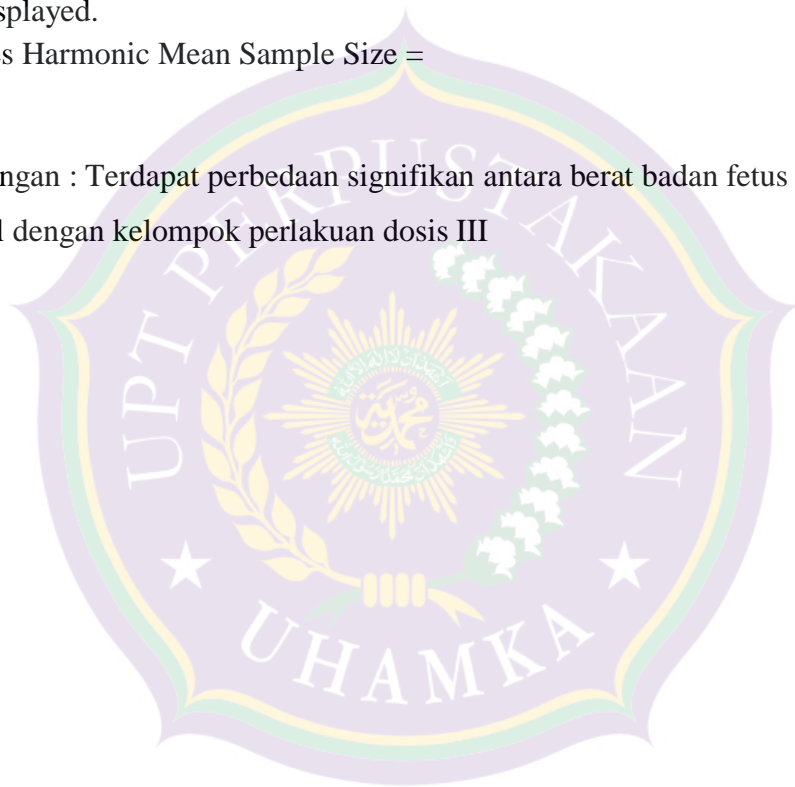 splayed.
s Harmonic Mean Sample Size =
ngan : Terdapat perbedaan signifikan antara berat badan fetus
l dengan kelompok perlakuan dosis III
UPT PERPUSTAKAAN
محمدية
UHAMKA